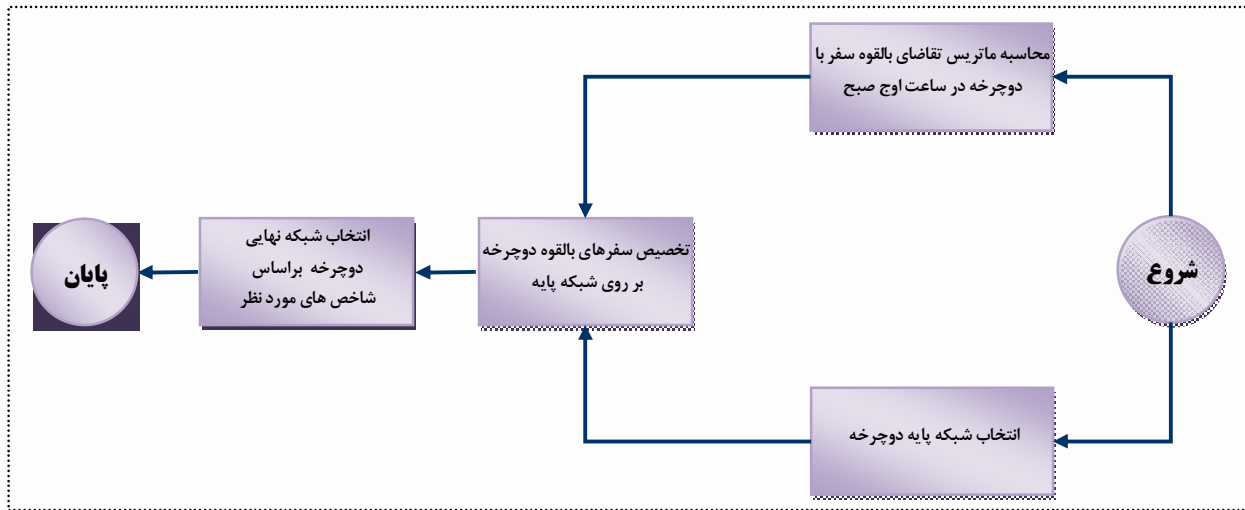 شروع
محاسبه ماتریس تقاضای بالقوه سفر با
دوچرخه در ساعت اوج صبح
انتخاب شبکه پایه دوچرخه
تخصیص سفرهای بالقوه دوچرخه
بر روی شبکه پایه
انتخاب شبکه نهایی
دوچرخه براساس
شاخص های مورد نظر
پایان